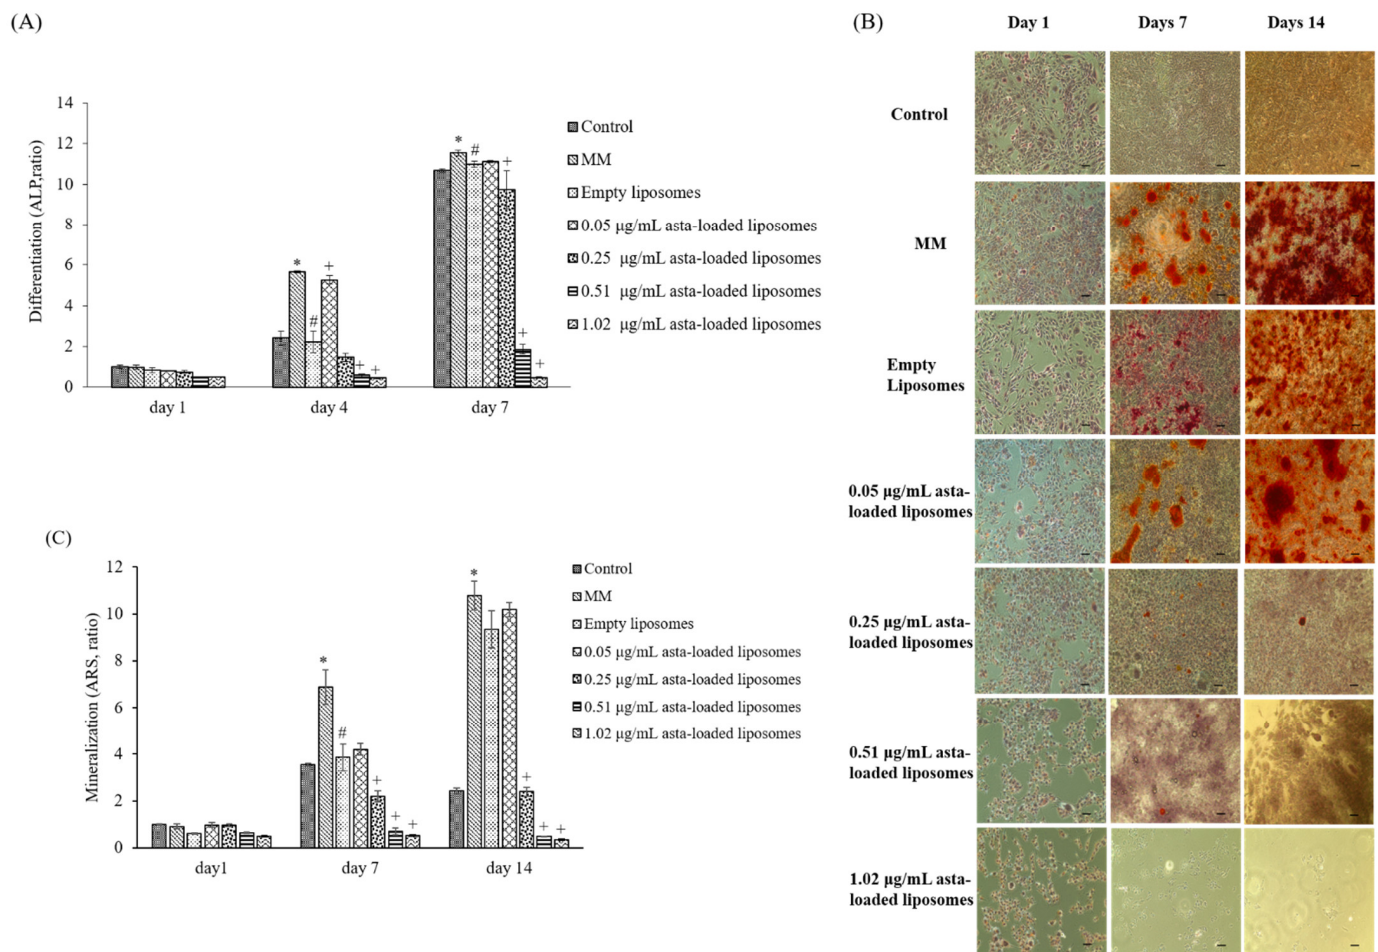 (A)
14
12
10
8
6
4
2
0
Differentiation (ALP,ratio)
* # +
* # + + +
+ +
day 1 day 4 day 7
Control
MM
Empty liposomes
0.05 μg/mL asta-loaded liposomes
0.25 μg/mL asta-loaded liposomes
0.51 μg/mL asta-loaded liposomes
1.02 μg/mL asta-loaded liposomes
(C)
12
10
8
6
4
2
0
Mineralization (ARS, ratio)
* # + + +
* + + +
day1 day 7 day 14
Control
MM
Empty liposomes
0.05 μg/mL asta-loaded liposomes
0.25 μg/mL asta-loaded liposomes
0.51 μg/mL asta-loaded liposomes
1.02 μg/mL asta-loaded liposomes
(B)
Day 1 Days 7 Days 14
Control
MM
Empty
Liposomes
0.05 μg/mL asta-
loaded liposomes
0.25 μg/mL asta-
loaded liposomes
0.51 μg/mL asta-
loaded liposomes
1.02 μg/mL asta-
loaded liposomes